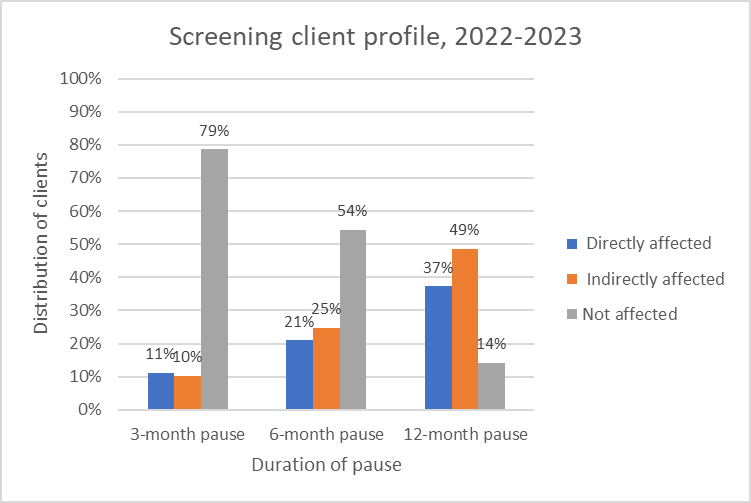 Screening client profile, 2022-2023
100%
90%
80%
70%
60%
50%
40%
30%
20%
10%
0%
Distribution of clients
11%
10%
79%
21%
25%
54%
37%
49%
14%
3-month pause
6-month pause
12-month pause
Duration of pause
Directly affected
Indirectly affected
Not affected